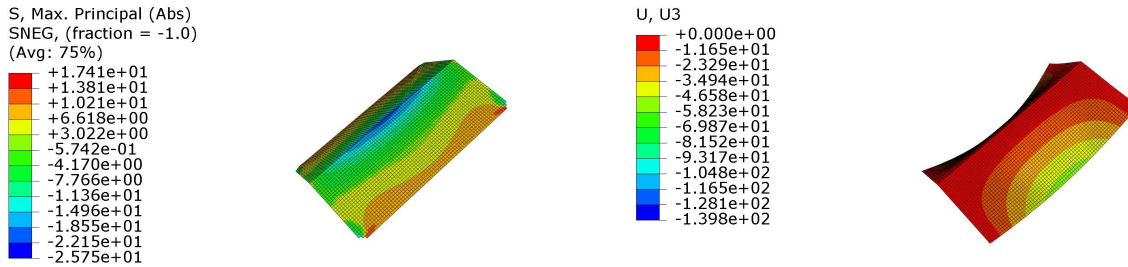 S, Max. Principal (Abs)
SNEG, (fraction = -1.0)
(Avg: 75%)
+1.741e+01
+1.381e+01
+1.021e+01
+6.618e+00
+3.022e+00
-5.742e-01
-4.170e+00
-7.766e+00
-1.136e+01
-1.496e+01
-1.855e+01
-2.215e+01
-2.575e+01
U, U3
+0.000e+00
-1.165e+01
-2.329e+01
-3.494e+01
-4.658e+01
-5.823e+01
-6.987e+01
-8.152e+01
-9.317e+01
-1.048e+02
-1.165e+02
-1.281e+02
-1.398e+02